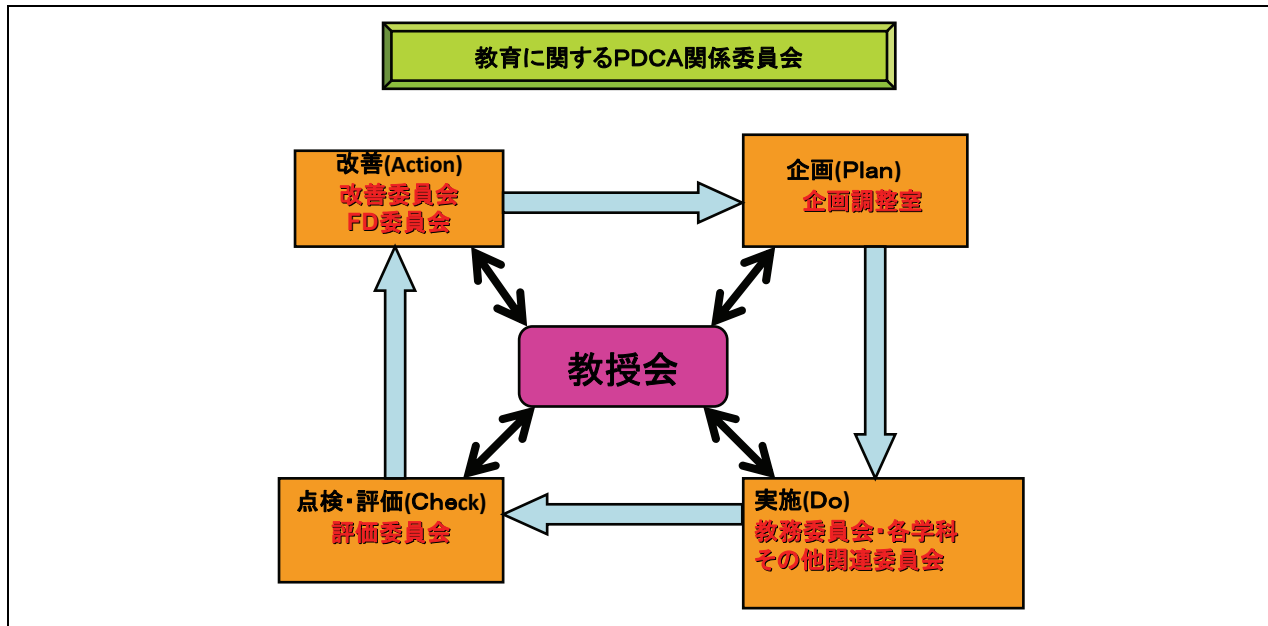 教育に関するPDCA関係委員会
改善(Action)
改善委員会
FD委員会
企画(Plan)
企画調整室
教授会
点検・評価(Check)
評価委員会
実施(Do)
教務委員会・各学科
その他関連委員会